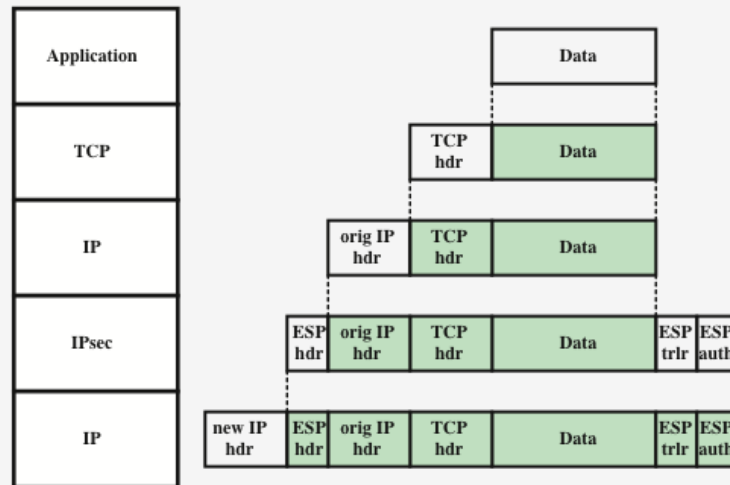 Application
Data
TCP
TCP
hdr
Data
IP
orig IP
hdr
TCP
hdr
Data
IPsec
ESP
hdr
orig IP
hdr
TCP
hdr
Data
ESP
trlr
ESP
auth
IP
new IP
hdr
ESP
hdr
orig IP
hdr
TCP
hdr
Data
ESP
trlr
ESP
auth